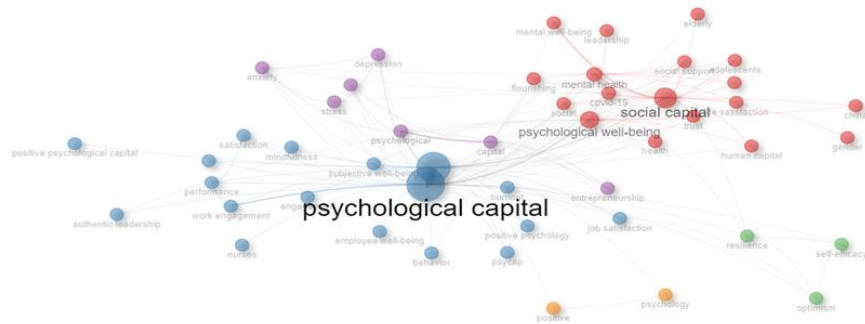 elderly
mental well-being
leadership
depression
anxiety
social support
adolescents
mental health
flourishing
covid-19
social
social capital
satisfaction
china
stress
trust
psychological
psychological well-being
satisfaction
capital
health
human capital
gender
positive psychological capital
mindfulness
subjective well-being
performance
burnout
entrepreneurship
work engagement
psychological capital
authentic leadership
positive psychology
job satisfaction
employee well-being
nurses
behavior
psycap
resilience
self-efficacy
psychology
positive
optimism